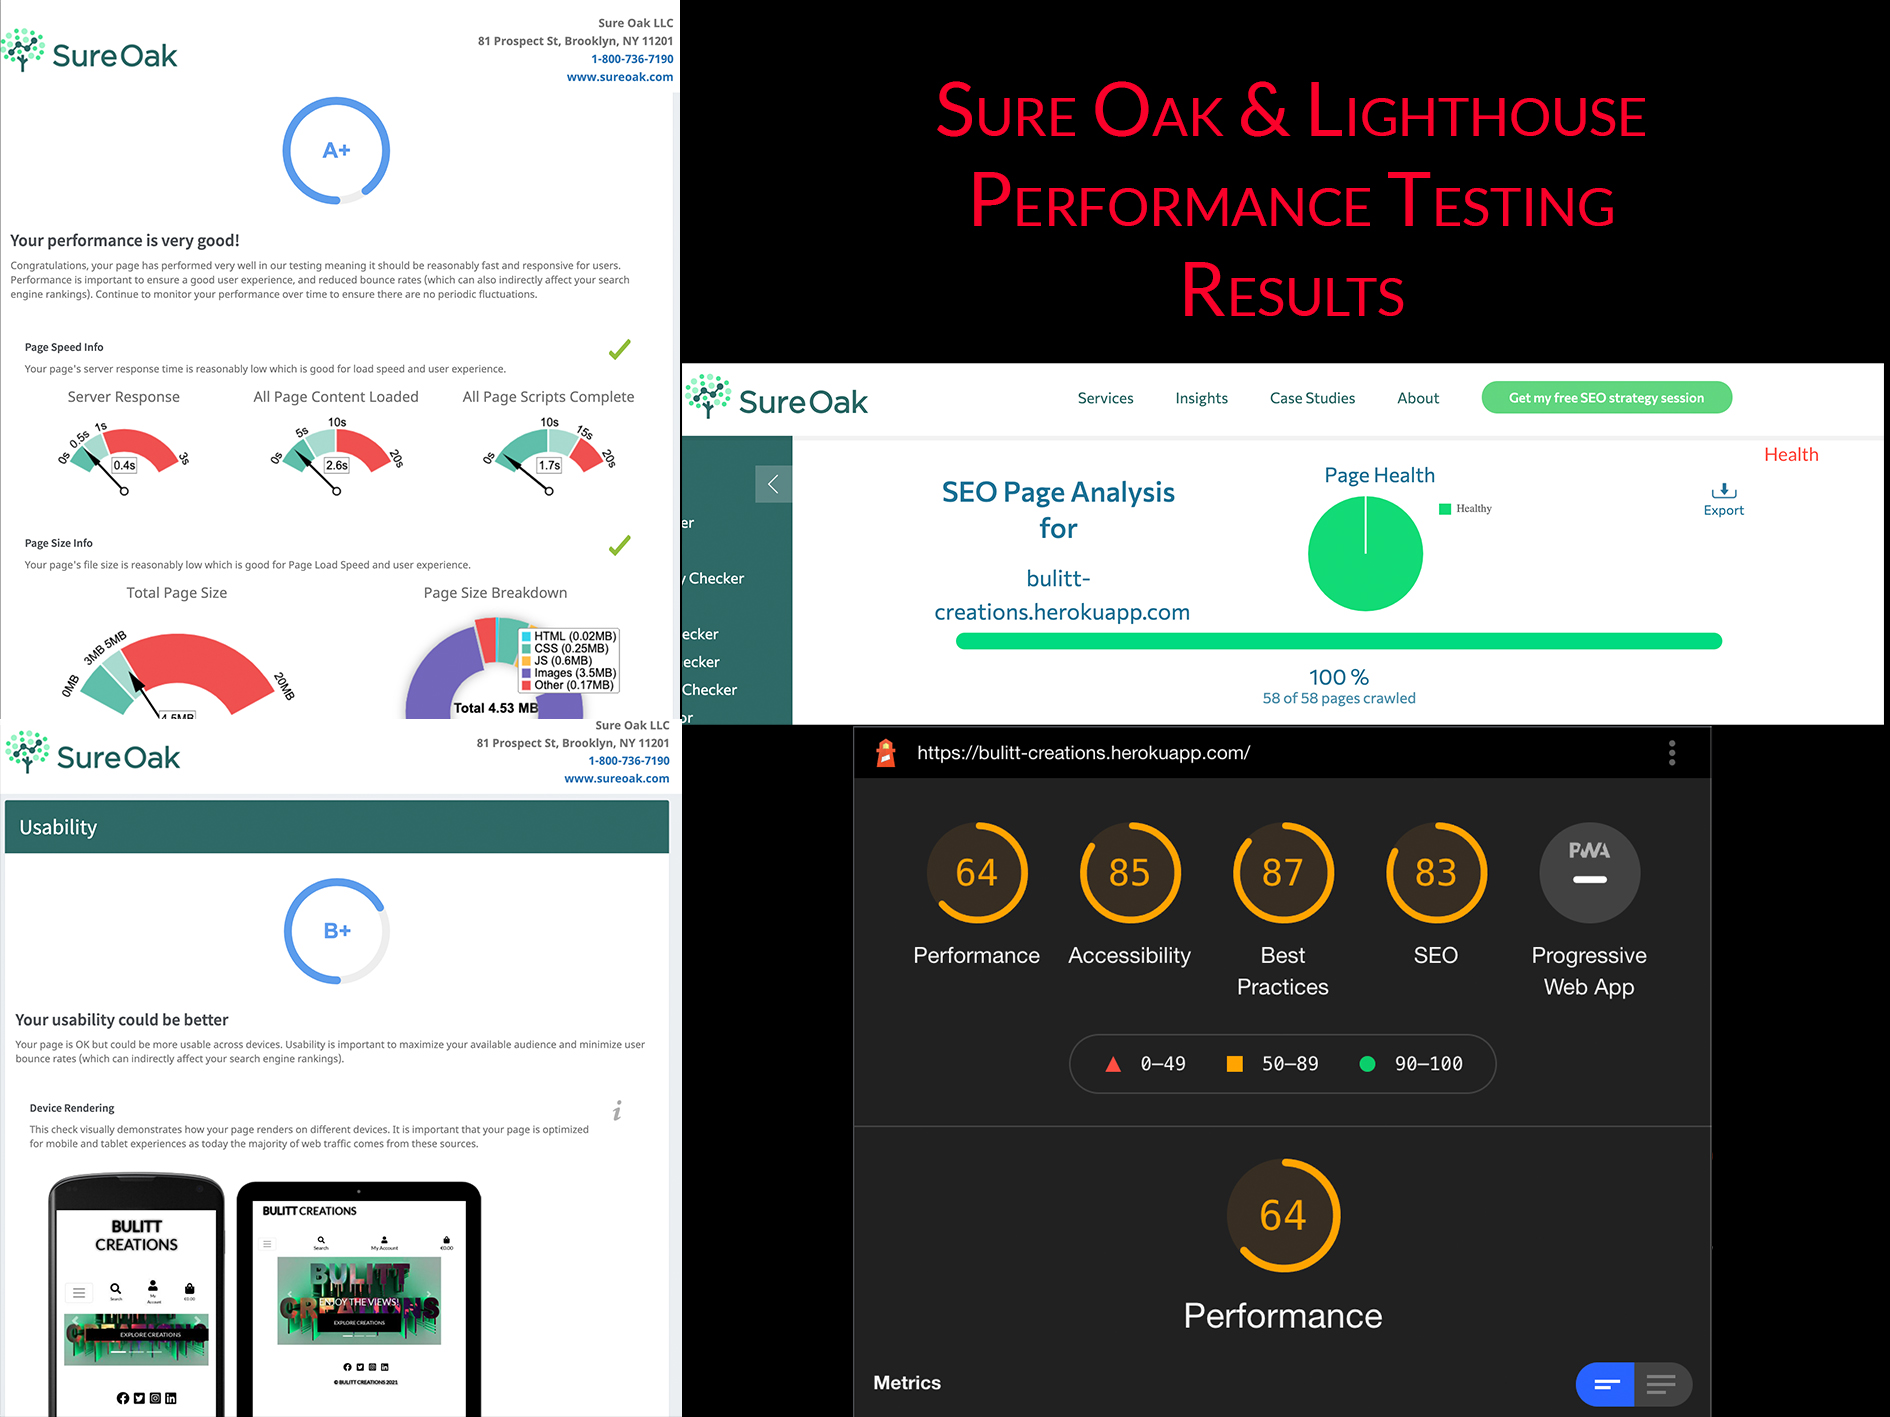 Sure Oak LLC
81 Prospect St, Brooklyn, NY 11201
1-800-736-7190
www.sureoak.com
SureOak
A+
Your performance is very good!
Congratulations, your page has performed very well in our testing meaning it should be reasonably fast and responsive for users.
Performance is important to ensure a good user experience, and reduced bounce rates (which can also indirectly affect your search
engine rankings). Continue to monitor your performance over time to ensure there are no periodic fluctuations.
Page Speed Info
Your page's server response time is reasonably low which is good for load speed and user experience.
Server Response
All Page Content Loaded
All Page Scripts Complete
0s 0.5s 1s 3s
0.4s
0s 5s 10s 20s
2.6s
0s 10s 15s 20s
1.7s
Page Size Info
Your page's file size is reasonably low which is good for Page Load Speed and user experience.
Total Page Size
Page Size Breakdown
0MB 3MB 5MB 20MB
4.5MB
HTML (0.02MB)
CSS (0.25MB)
JS (0.6MB)
Images (3.5MB)
Other (0.17MB)
Total 4.53 MB
SURE OAK & LIGHTHOUSE
PERFORMANCE TESTING
RESULTS
SureOak
Services Insights Case Studies About Get my free SEO strategy session
er
y Checker
ecker
ecker
Checker
or
SEO Page Analysis
for
bulitt-
creations.herokuapp.com
Page Health
Healthy
Health
Export
100 %
58 of 58 pages crawled
Sure Oak LLC
81 Prospect St, Brooklyn, NY 11201
1-800-736-7190
www.sureoak.com
SureOak
Usability
B+
Your usability could be better
Your page is OK but could be more usable across devices. Usability is important to maximize your available audience and minimize user
bounce rates (which can indirectly affect your search engine rankings).
Device Rendering
i
This check visually demonstrates how your page renders on different devices. It is important that your page is optimized
for mobile and tablet experiences as today the majority of web traffic comes from these sources.
BULITT
CREATIONS
Search
My
Account
€0.00
EXPLORE CREATIONS
BULITT CREATIONS
Search My Account €0.00
BULITT
CREATIONS
ENJOY THE VIEWS!
EXPLORE CREATIONS
© BULITT CREATIONS 2021
https://bulitt-creations.herokuapp.com/
64 85 87 83 PWA
Performance Accessibility Best
Practices
SEO Progressive
Web App
0–49 50–89 90–100
64
Performance
Metrics